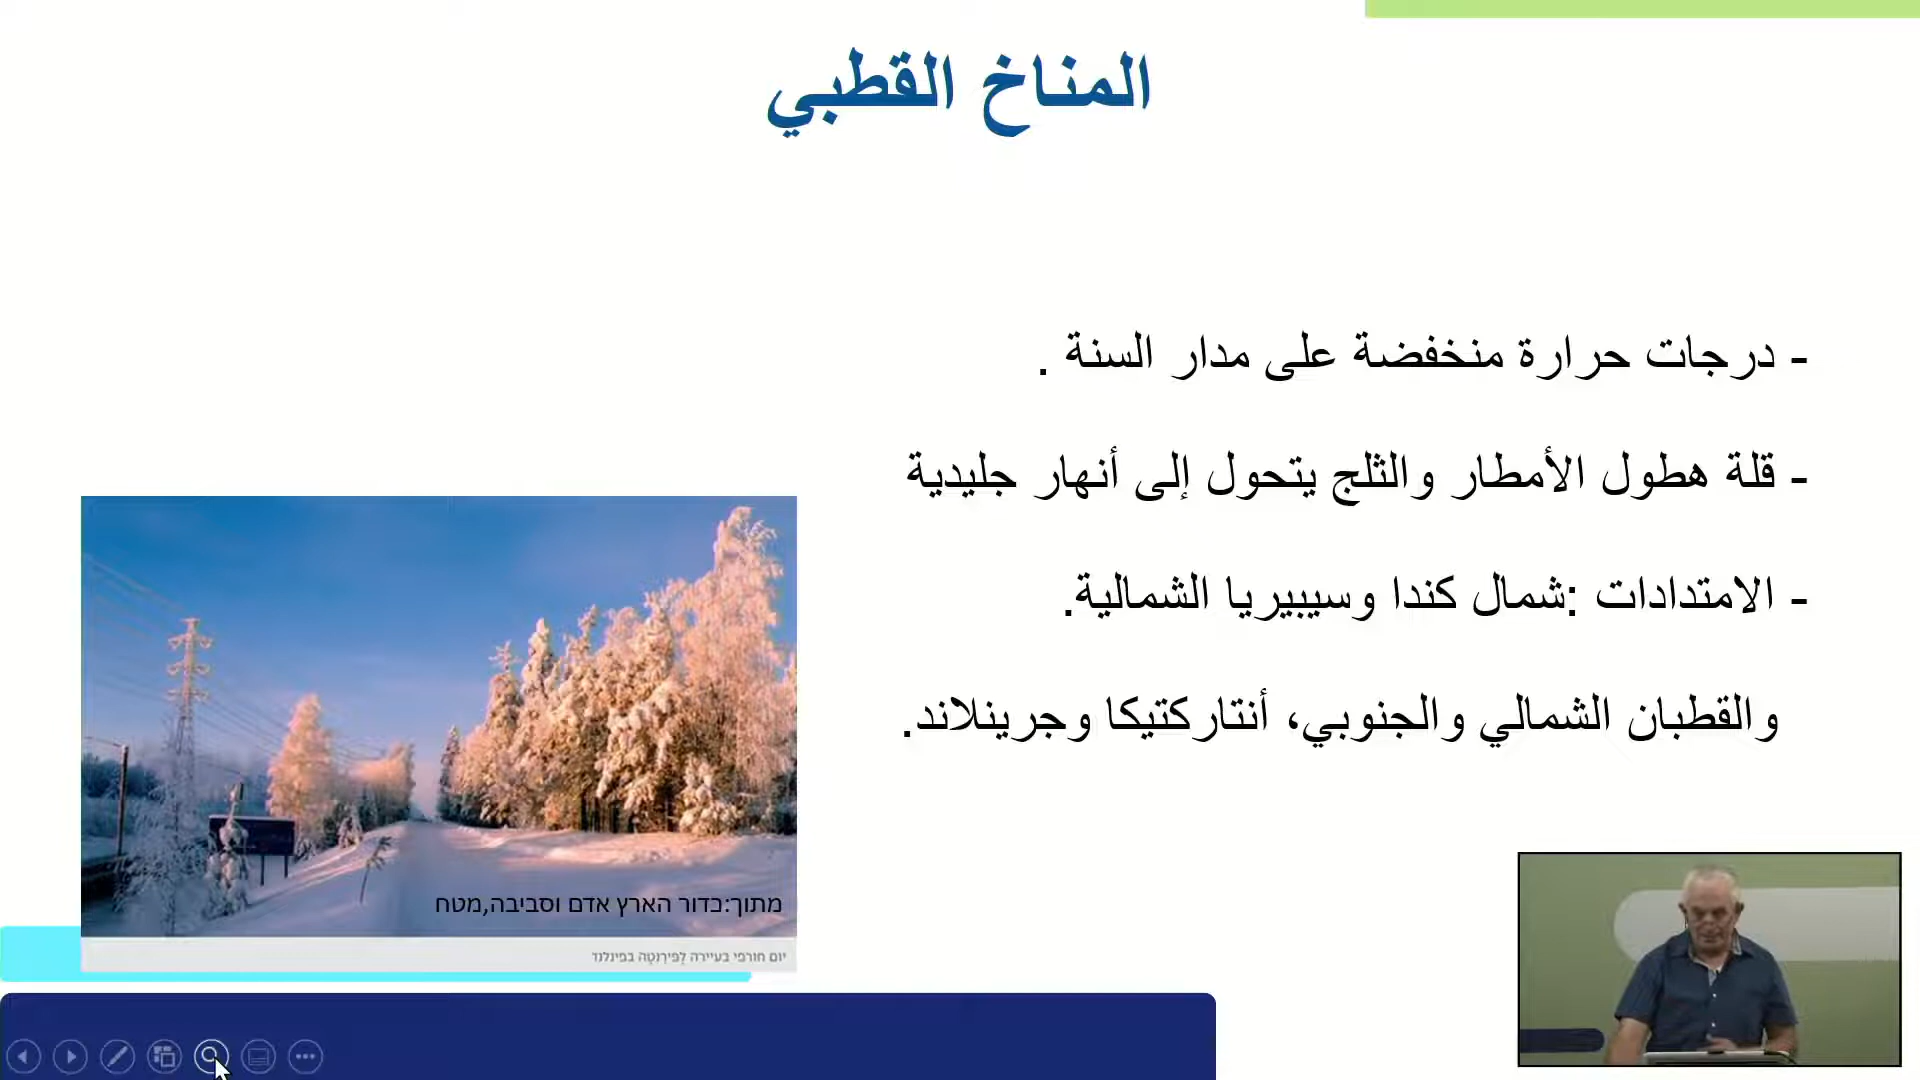 المناخ القطبي
- درجات حرارة منخفضة على مدار السنة .
- قلة هطول الأمطار والثلج يتحول إلى أنهار جليدية
- الامتدادات :شمال كندا وسيبيريا الشمالية.
والقطبان الشمالي والجنوبي، أنتاركتيكا وجرينلاند.
מתוך:כדור הארץ אדם וסביבה,מטח
יום חורפי בעיירה לַפִּירַנְטָה בפינלנד